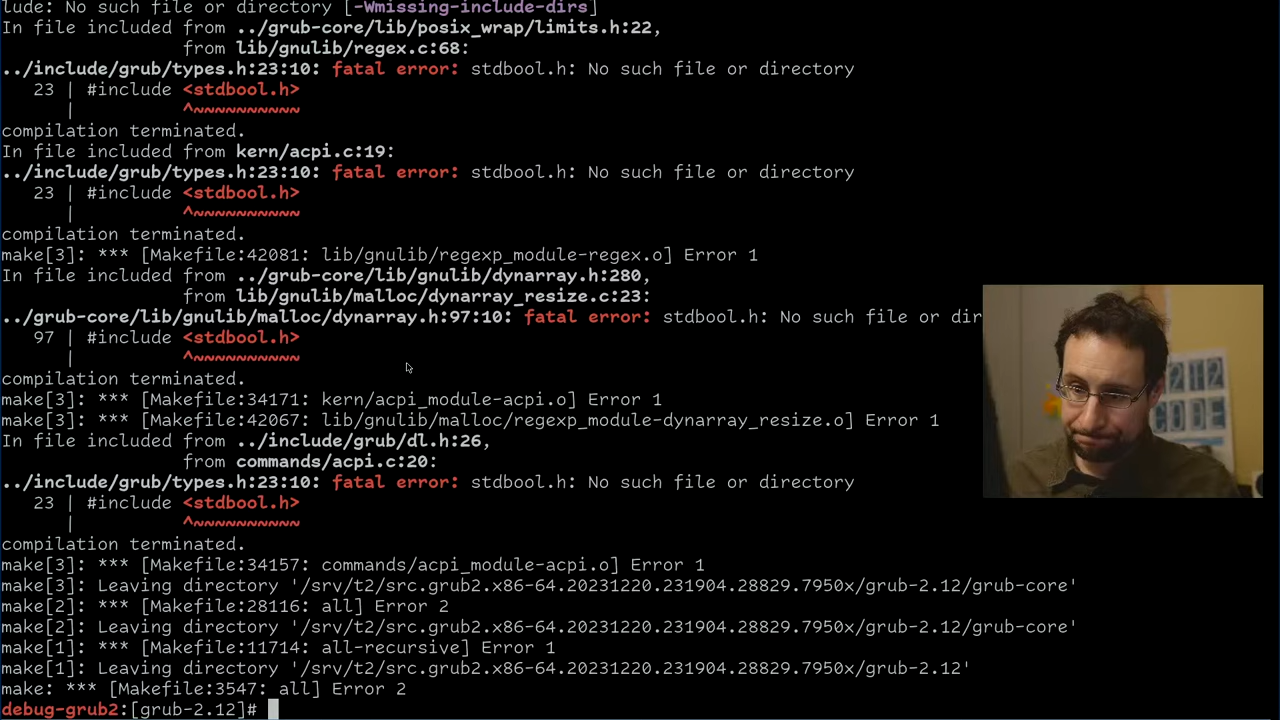 lude: No such file or directory [-Wmissing-include-dirs]
In file included from ../grub-core/lib/posix_wrap/limits.h:22,
                 from lib/gnulib/regex.c:68:
../include/grub/types.h:23:10: fatal error: stdbool.h: No such file or directory
   23 | #include <stdbool.h>
      |          ^~~~~~~~~~~
compilation terminated.
In file included from kern/acpi.c:19:
../include/grub/types.h:23:10: fatal error: stdbool.h: No such file or directory
   23 | #include <stdbool.h>
      |          ^~~~~~~~~~~
compilation terminated.
make[3]: *** [Makefile:42081: lib/gnulib/regexp_module-regex.o] Error 1
In file included from ../grub-core/lib/gnulib/dynarray.h:280,
                 from lib/gnulib/malloc/dynarray_resize.c:23:
../grub-core/lib/gnulib/malloc/dynarray.h:97:10: fatal error: stdbool.h: No such file or dir
   97 | #include <stdbool.h>
      |          ^~~~~~~~~~~
compilation terminated.
make[3]: *** [Makefile:34171: kern/acpi_module-acpi.o] Error 1
make[3]: *** [Makefile:42067: lib/gnulib/malloc/regexp_module-dynarray_resize.o] Error 1
In file included from ../include/grub/dl.h:26,
                 from commands/acpi.c:20:
../include/grub/types.h:23:10: fatal error: stdbool.h: No such file or directory
   23 | #include <stdbool.h>
      |          ^~~~~~~~~~~
compilation terminated.
make[3]: *** [Makefile:34157: commands/acpi_module-acpi.o] Error 1
make[3]: Leaving directory '/srv/t2/src.grub2.x86-64.20231220.231904.28829.7950x/grub-2.12/grub-core'
make[2]: *** [Makefile:28116: all] Error 2
make[2]: Leaving directory '/srv/t2/src.grub2.x86-64.20231220.231904.28829.7950x/grub-2.12/grub-core'
make[1]: *** [Makefile:11714: all-recursive] Error 1
make[1]: Leaving directory '/srv/t2/src.grub2.x86-64.20231220.231904.28829.7950x/grub-2.12'
make: *** [Makefile:3547: all] Error 2
debug-grub2:[grub-2.12]#